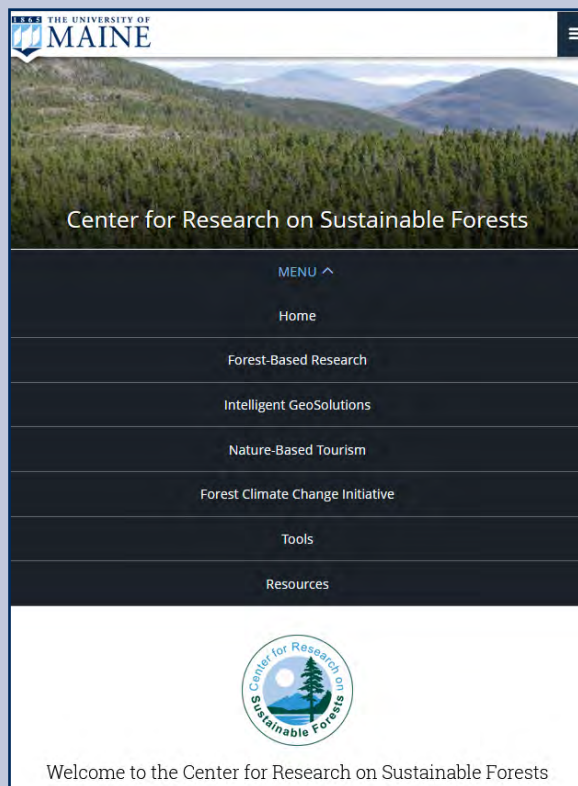 1865 THE UNIVERSITY OF
MAINE
Center for Research on Sustainable Forests
MENU
Home
Forest-Based Research
Intelligent GeoSolutions
Nature-Based Tourism
Forest Climate Change Initiative
Tools
Resources
Center for Research on
Sustainable Forests
Welcome to the Center for Research on Sustainable Forests